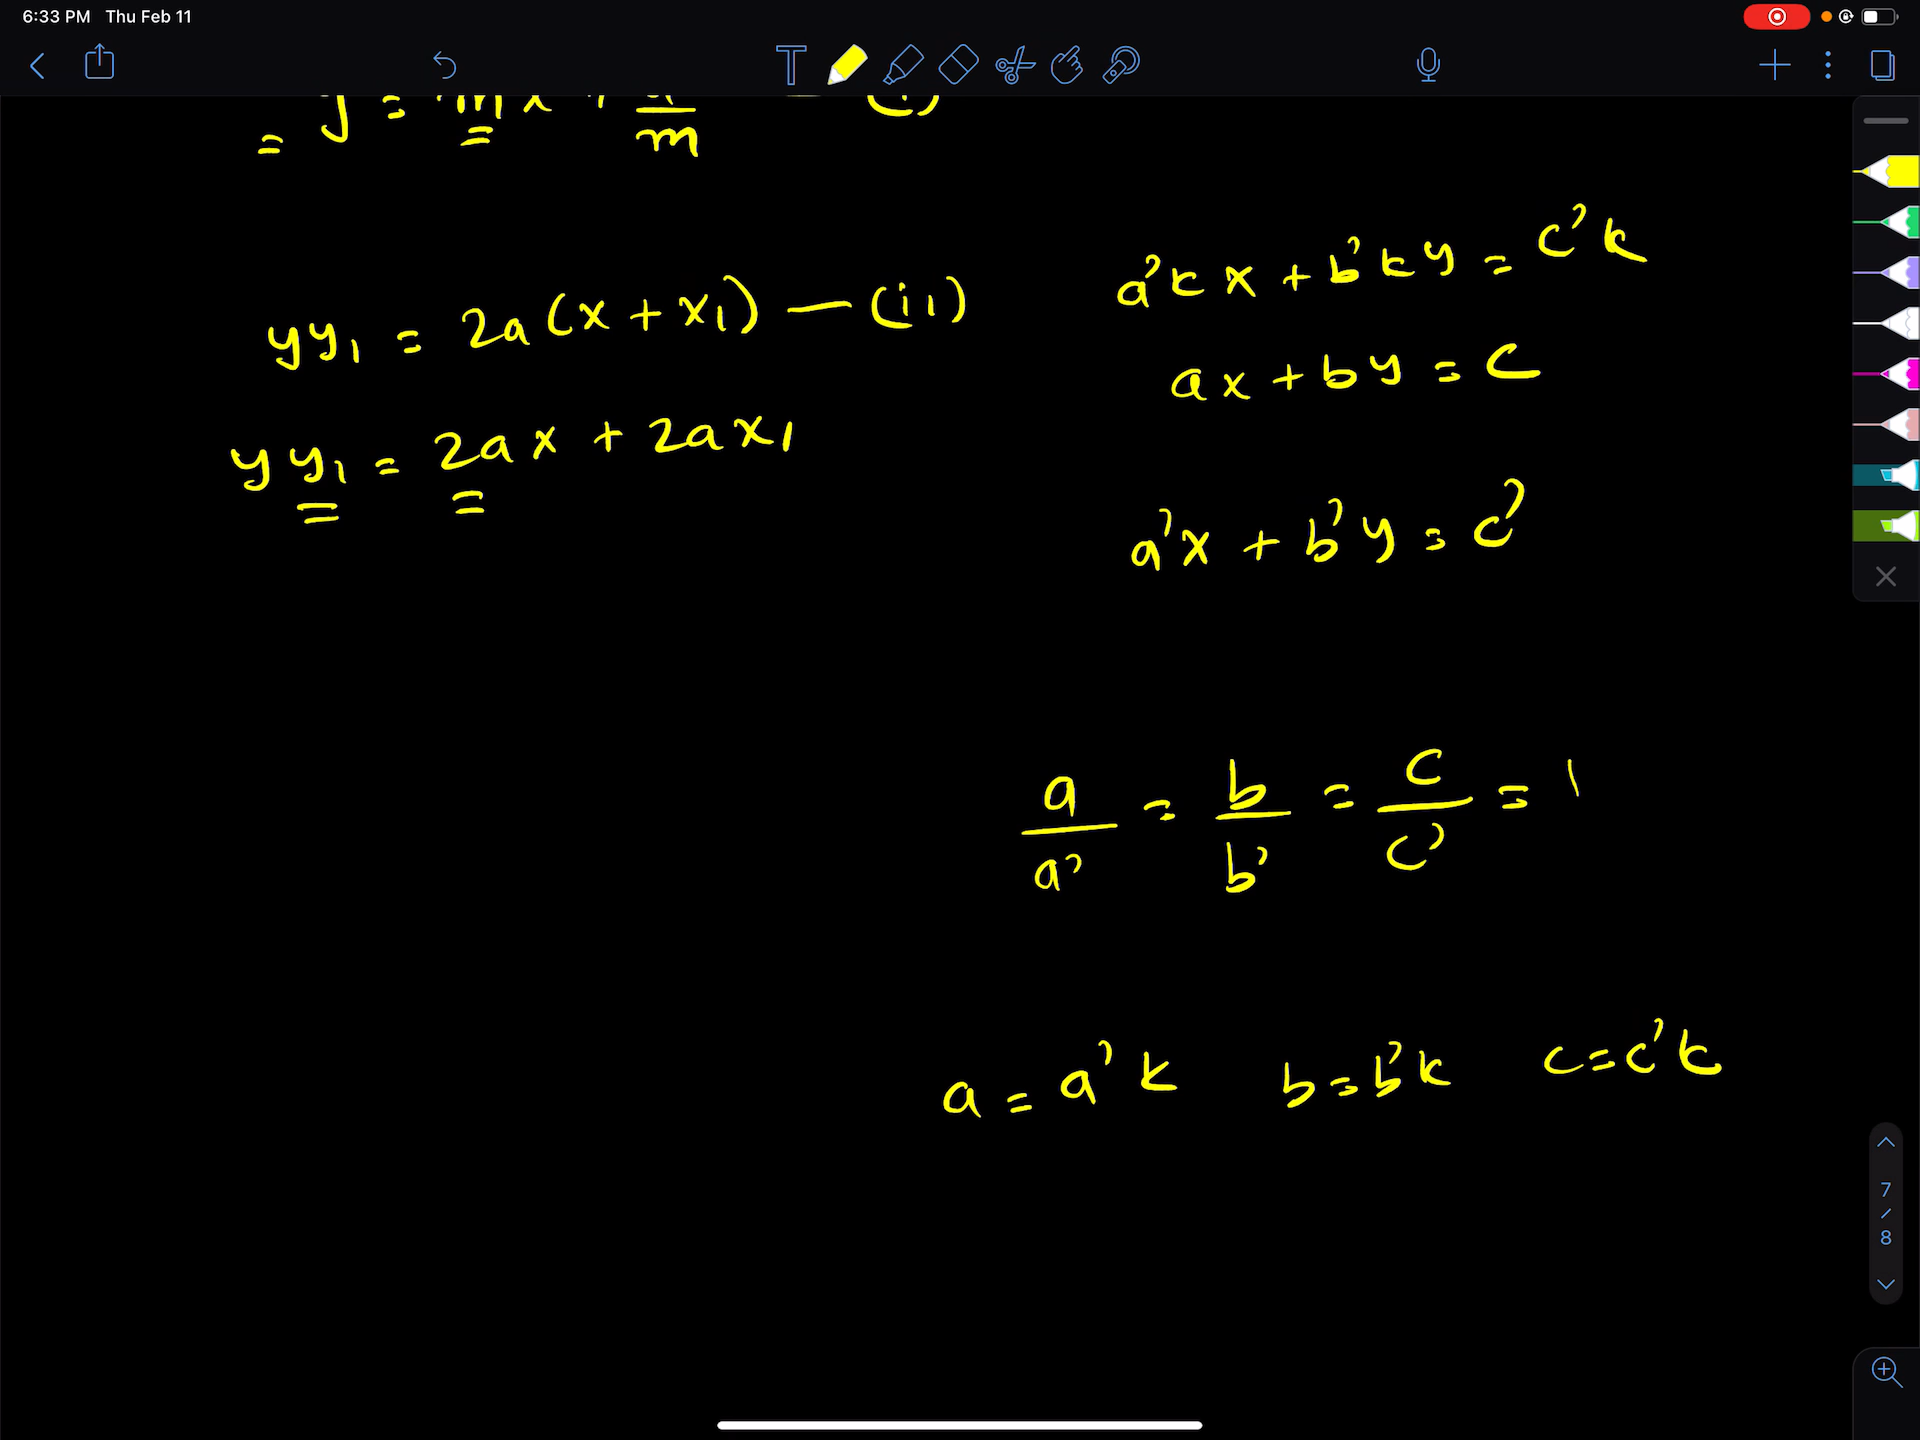 6:33 PM Thu Feb 11
T
= y = mx + a/m — (i)
yy₁ = 2a(x + x₁) — (ii)
yy₁ = 2ax + 2ax₁
a'kx + b'ky = c'k
ax + by = c
a'x + b'y = c'
a/a' = b/b' = c/c' =
a = a'k b = b'k c = c'k
7
/
8